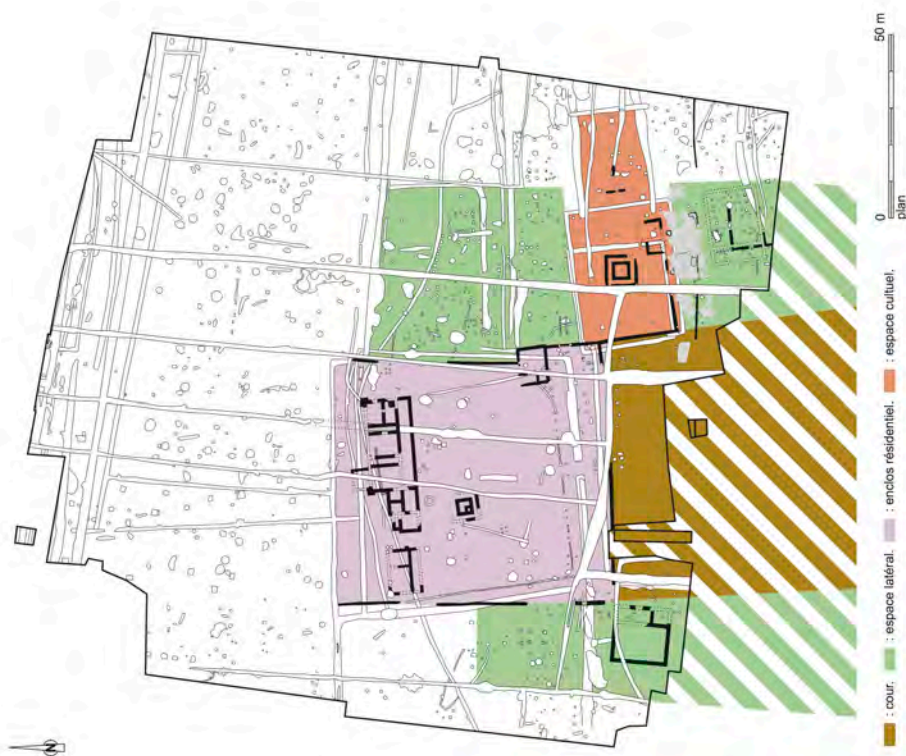 N
: cour.
: espace latéral.
: enclos résidentiel.
: espace cultuel.
0
50 m
plan